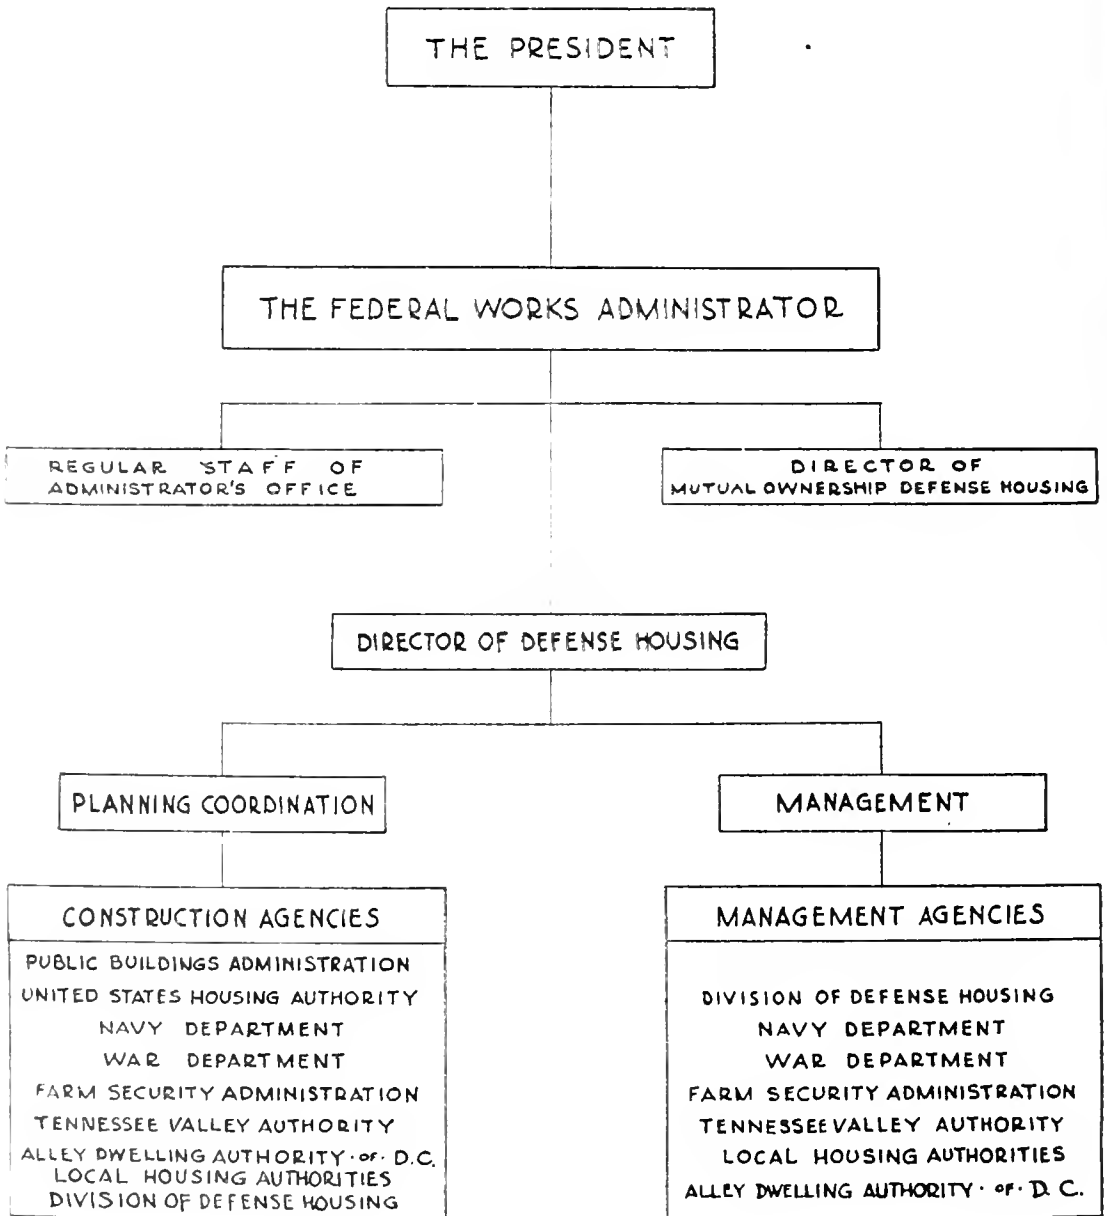 THE PRESIDENT
THE FEDERAL WORKS ADMINISTRATOR
REGULAR STAFF OF
ADMINISTRATOR'S OFFICE
DIRECTOR OF
MUTUAL OWNERSHIP DEFENSE HOUSING
DIRECTOR OF DEFENSE HOUSING
PLANNING COORDINATION
MANAGEMENT
CONSTRUCTION AGENCIES
PUBLIC BUILDINGS ADMINISTRATION
UNITED STATES HOUSING AUTHORITY
NAVY DEPARTMENT
WAR DEPARTMENT
FARM SECURITY ADMINISTRATION
TENNESSEE VALLEY AUTHORITY
ALLEY DWELLING AUTHORITY · of · D.C.
LOCAL HOUSING AUTHORITIES
DIVISION OF DEFENSE HOUSING
MANAGEMENT AGENCIES
DIVISION OF DEFENSE HOUSING
NAVY DEPARTMENT
WAR DEPARTMENT
FARM SECURITY ADMINISTRATION
TENNESSEE VALLEY AUTHORITY
LOCAL HOUSING AUTHORITIES
ALLEY DWELLING AUTHORITY · of · D. C.